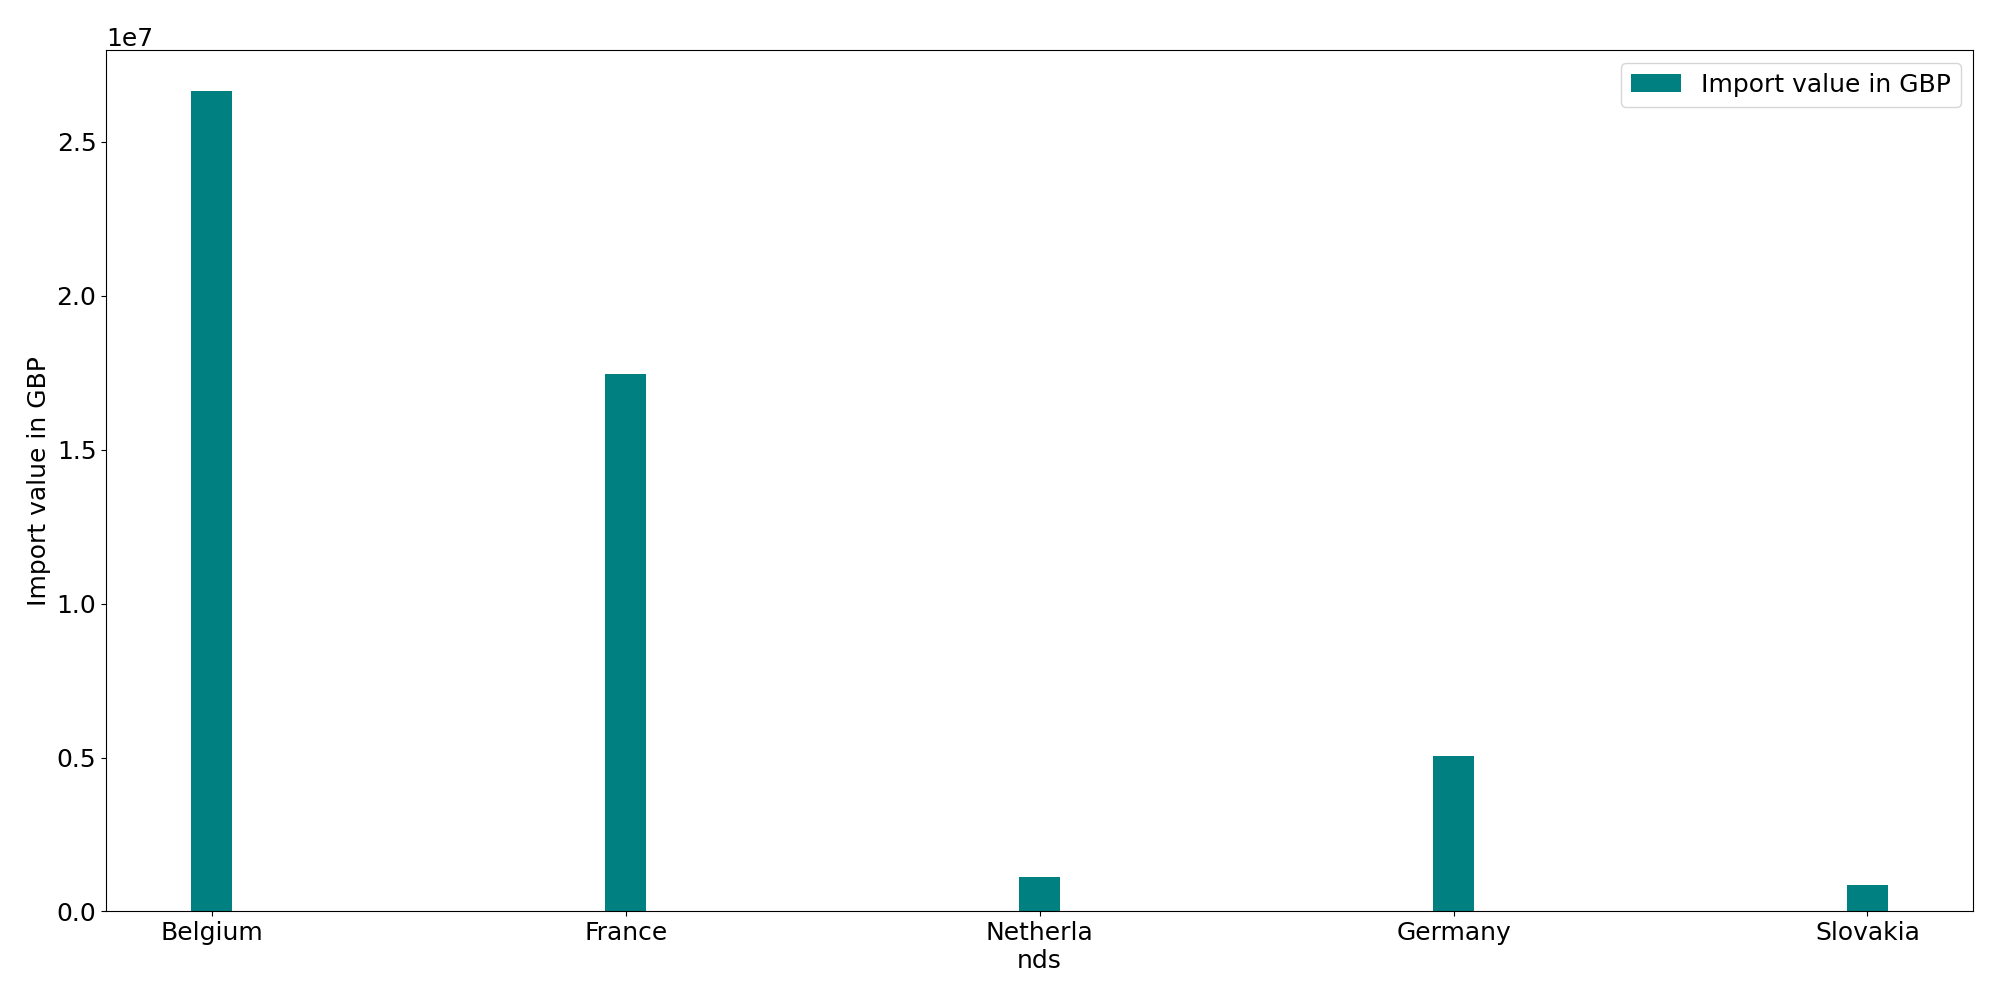 1e7
Import value in GBP
2.5
2.0
1.5
1.0
0.5
0.0
Import value in GBP
Belgium
France
Netherla
nds
Germany
Slovakia